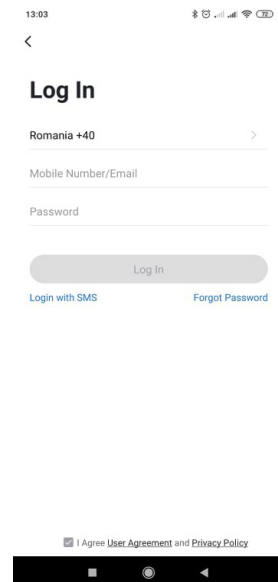 13:03
72
Log In
Romania +40
Mobile Number/Email
Password
Log In
Login with SMS Forgot Password
I Agree User Agreement and Privacy Policy